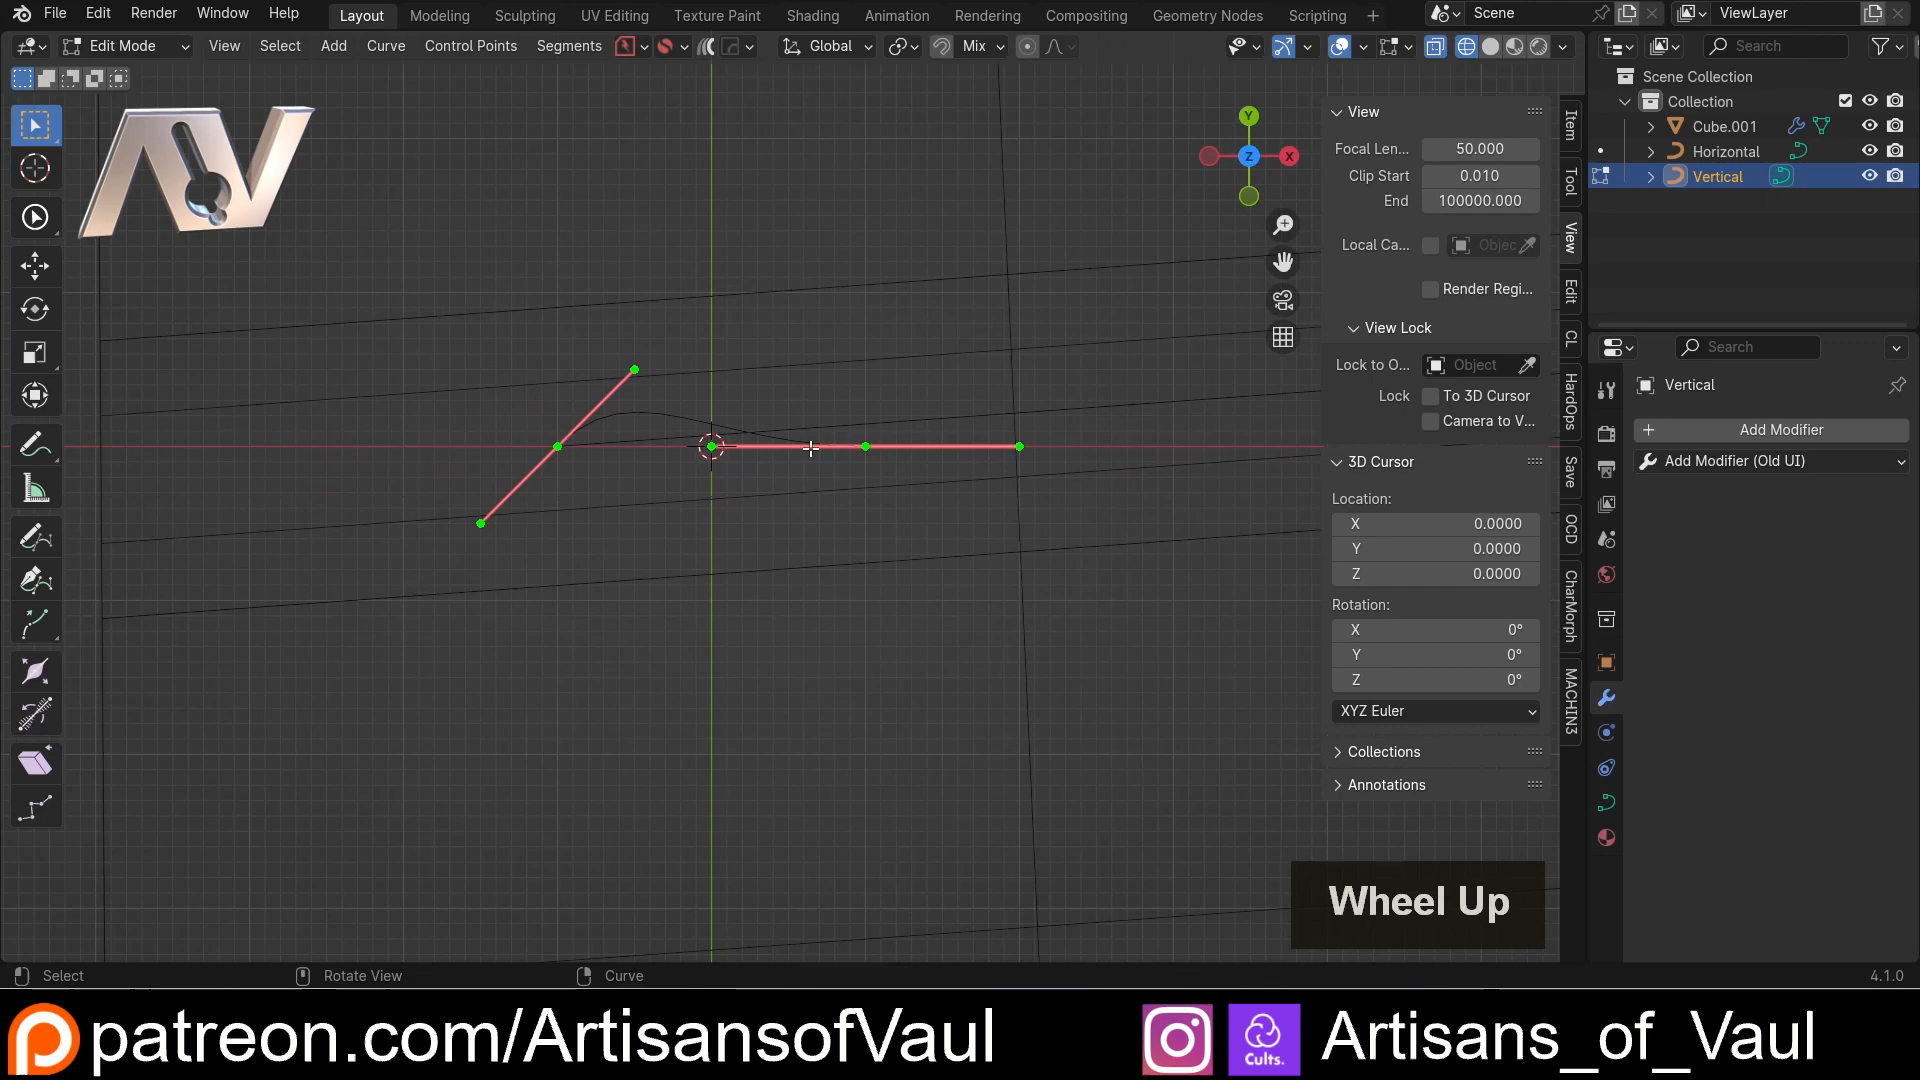 File Edit Render Window Help Layout Modeling Sculpting UV Editing Texture Paint Shading Animation Rendering Compositing Geometry Nodes Scripting + Scene ViewLayer
Edit Mode View Select Add Curve Control Points Segments Global Mix Search
Scene Collection
Collection
Cube.001
Horizontal
Vertical
AV
Y
X
Z
View
Focal Len... 50.000
Clip Start 0.010
End 100000.000
Local Ca... Objec
Render Regi...
View Lock
Lock to O... Object
Lock To 3D Cursor
Camera to V...
3D Cursor
Location:
X 0.0000
Y 0.0000
Z 0.0000
Rotation:
X 0°
Y 0°
Z 0°
XYZ Euler
Collections
Annotations
Item
Tool
View
Edit
CL
HardOps
Save
OCD
CharMorph
MACHIN3
Search
Vertical
+ Add Modifier
Add Modifier (Old UI)
Wheel Up
Select Rotate View Curve 4.1.0
patreon.com/ArtisansofVaul
Cults.
Artisans_of_Vaul